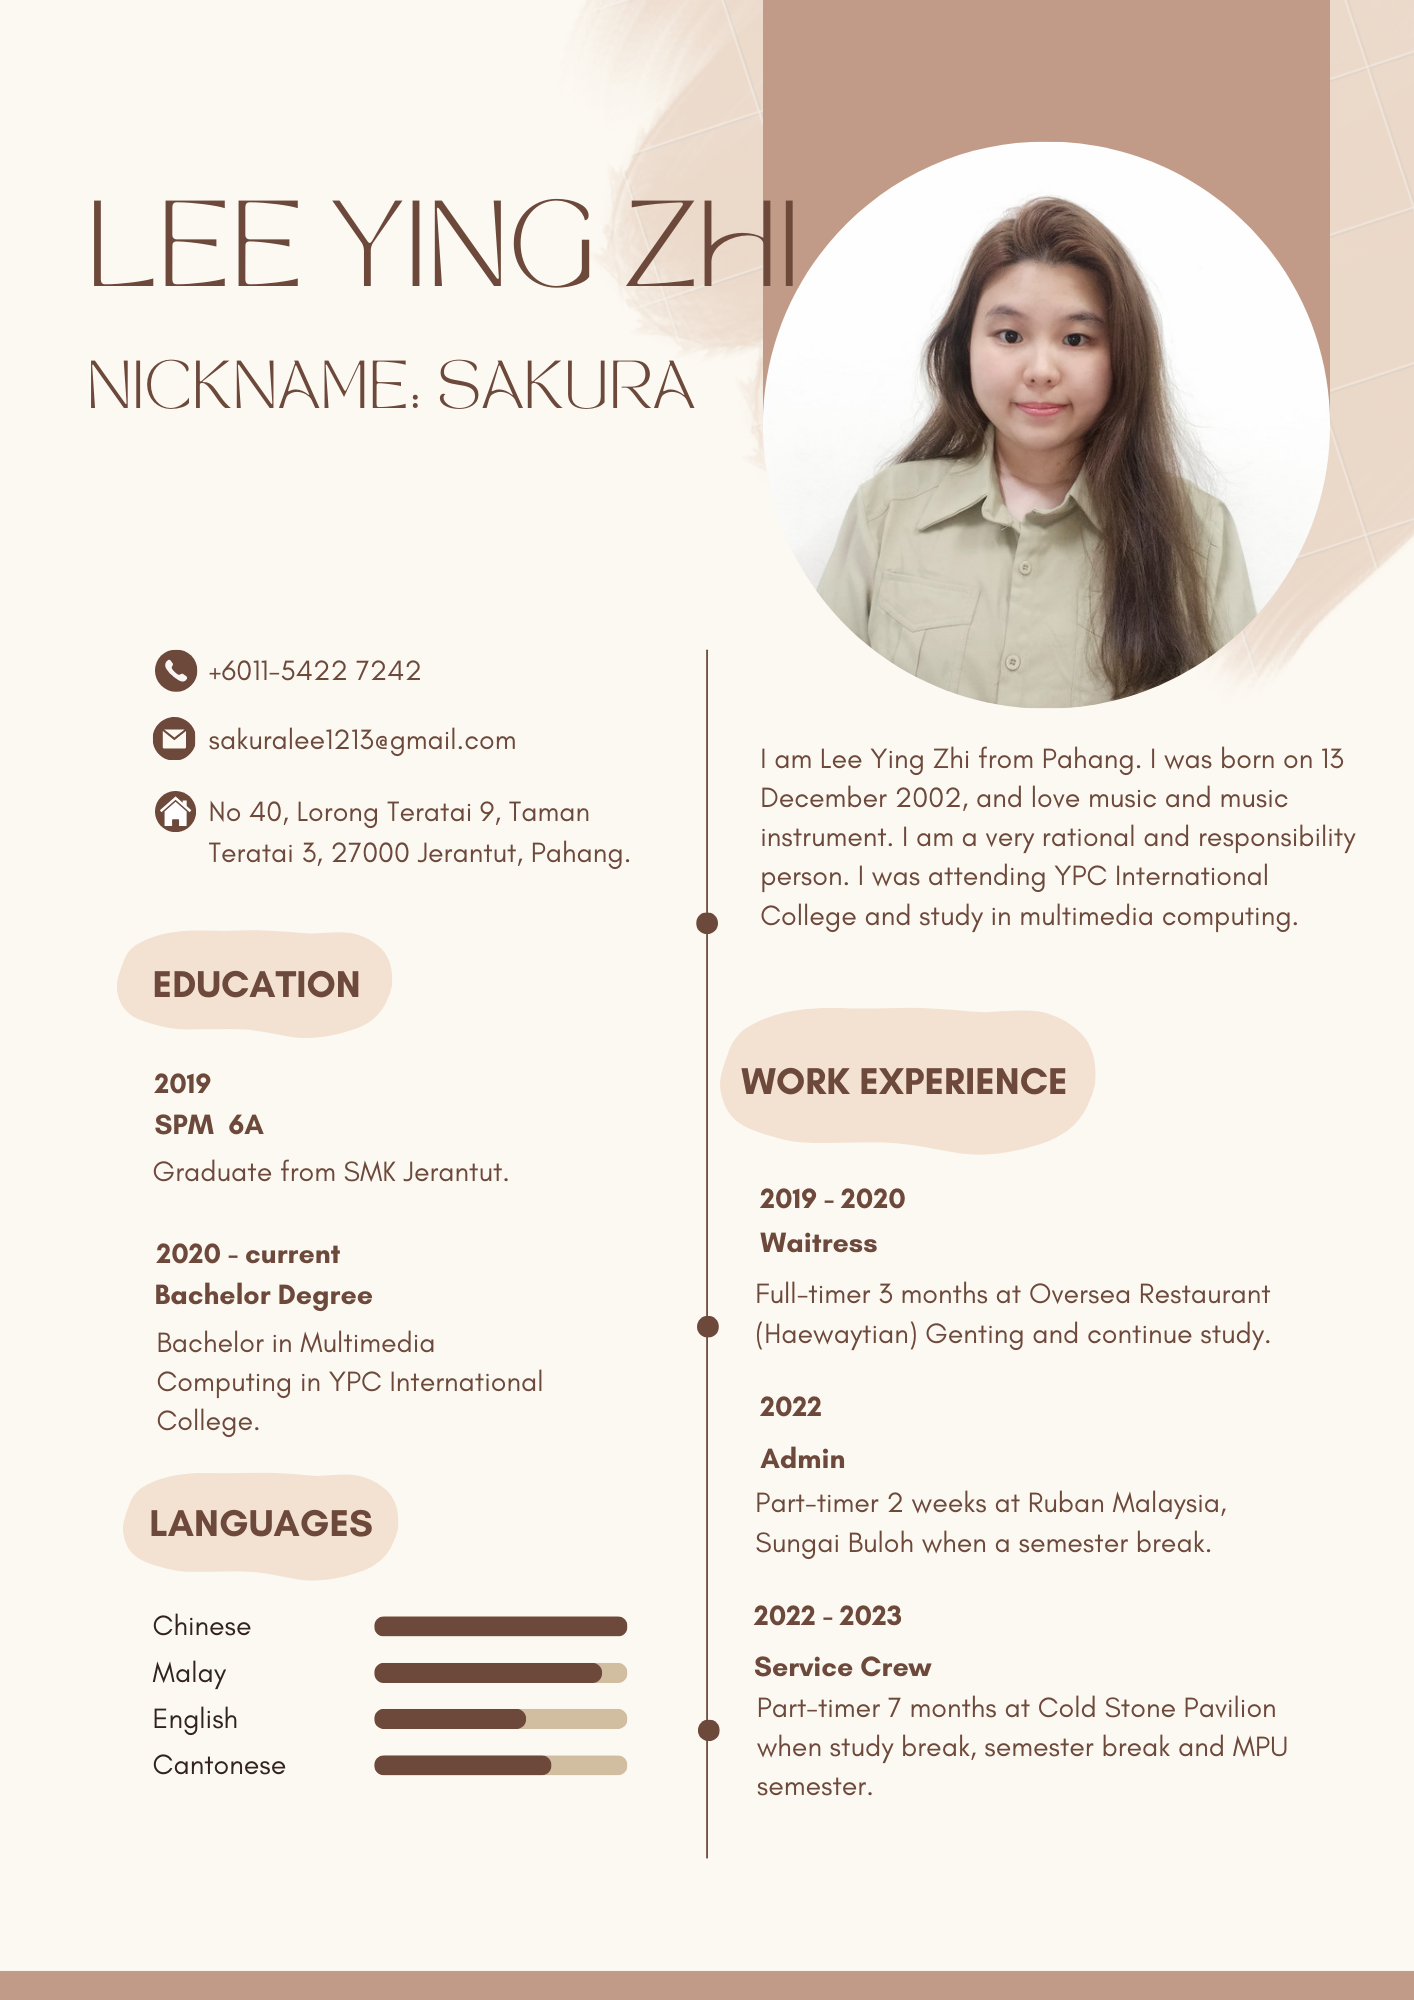 LEE YING ZHI
NICKNAME: SAKURA
+6011-5422 7242
sakuralee1213@gmail.com
No 40, Lorong Teratai 9, Taman
Teratai 3, 27000 Jerantut, Pahang.
EDUCATION
2019
SPM  6A
Graduate from SMK Jerantut.
2020 - current
Bachelor Degree
Bachelor in Multimedia
Computing in YPC International
College.
LANGUAGES
Chinese
Malay
English
Cantonese
I am Lee Ying Zhi from Pahang. I was born on 13
December 2002, and love music and music
instrument. I am a very rational and responsibility
person. I was attending YPC International
College and study in multimedia computing.
WORK EXPERIENCE
2019 - 2020
Waitress
Full-timer 3 months at Oversea Restaurant
(Haewaytian) Genting and continue study.
2022
Admin
Part-timer 2 weeks at Ruban Malaysia,
Sungai Buloh when a semester break.
2022 - 2023
Service Crew
Part-timer 7 months at Cold Stone Pavilion
when study break, semester break and MPU
semester.